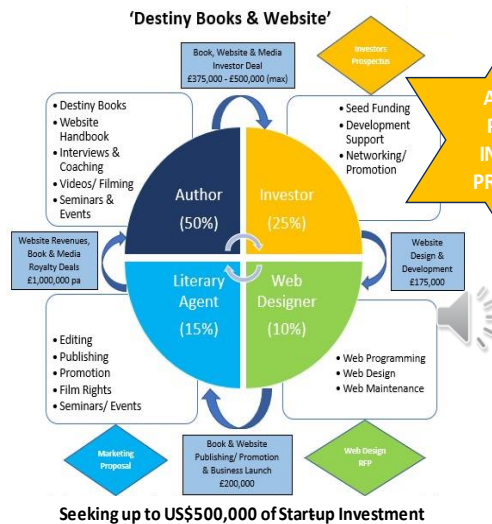 'Destiny Books & Website'
Book, Website & Media
Investor Deal
£375,000 - £500,000 (max)
Investors
Prospectus
• Destiny Books
• Website
Handbook
• Interviews &
Coaching
• Videos/ Filming
• Seminars &
Events
• Seed Funding
• Development
Support
• Networking/
Promotion
Author
(50%)
Investor
(25%)
Website Revenues,
Book & Media
Royalty Deals
£1,000,000 pa
Website
Design &
Development
£175,000
Literary
Agent
(15%)
Web
Designer
(10%)
• Editing
• Publishing
• Promotion
• Film Rights
• Seminars/ Events
• Web Programming
• Web Design
• Web Maintenance
Marketing
Proposal
Book & Website
Publishing/ Promotion
& Business Launch
£200,000
Web Design
RFP
Seeking up to US$500,000 of Startup Investment